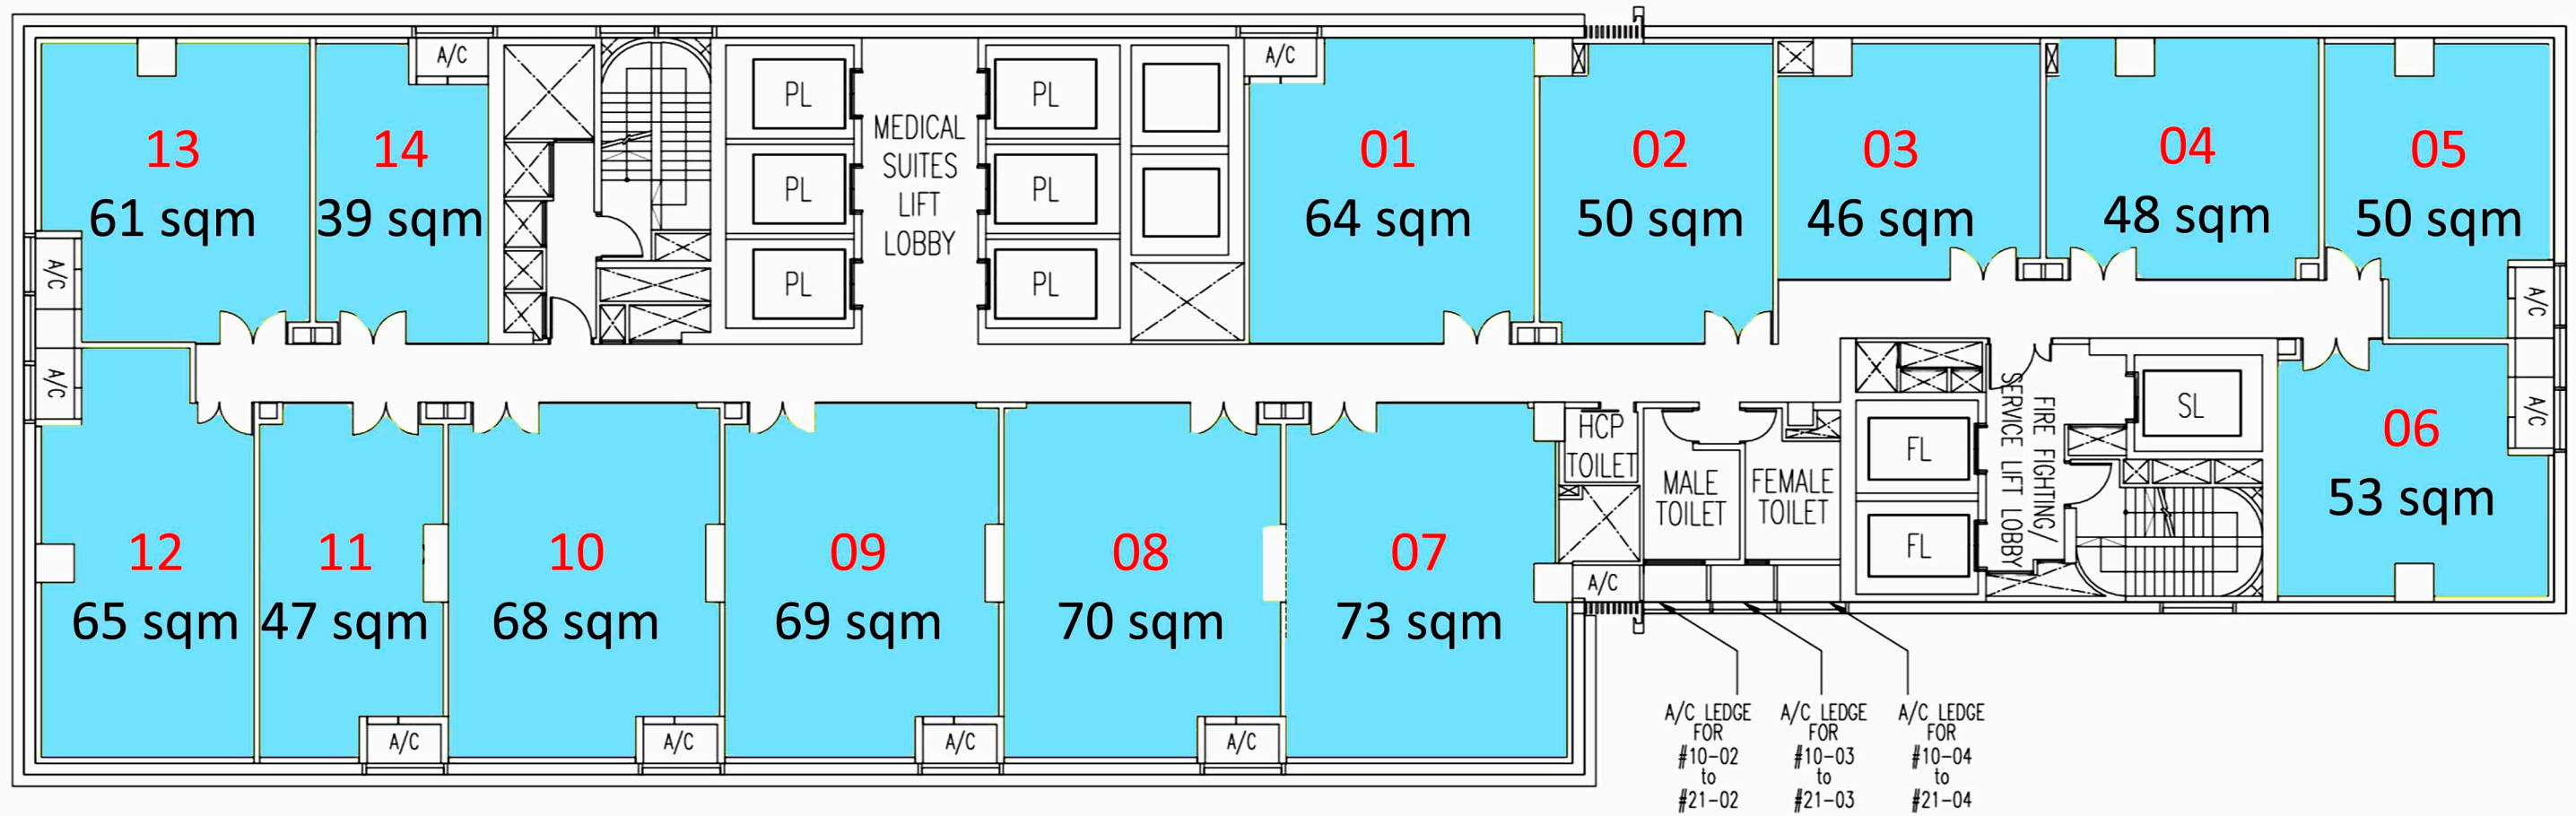 A/C
A/C
13
61 sqm
14
39 sqm
PL
PL
PL
MEDICAL
SUITES
LIFT
LOBBY
PL
PL
PL
01
64 sqm
02
50 sqm
03
46 sqm
04
48 sqm
05
50 sqm
A/C
A/C
A/C
A/C
12
65 sqm
11
47 sqm
10
68 sqm
09
69 sqm
08
70 sqm
07
73 sqm
HCP
TOILET
MALE
TOILET
FEMALE
TOILET
FL
FL
FIRE FIGHTING/
SERVICE LIFT LOBBY
SL
06
53 sqm
A/C
A/C
A/C
A/C
A/C
A/C LEDGE
FOR
#10-02
to
#21-02
A/C LEDGE
FOR
#10-03
to
#21-03
A/C LEDGE
FOR
#10-04
to
#21-04